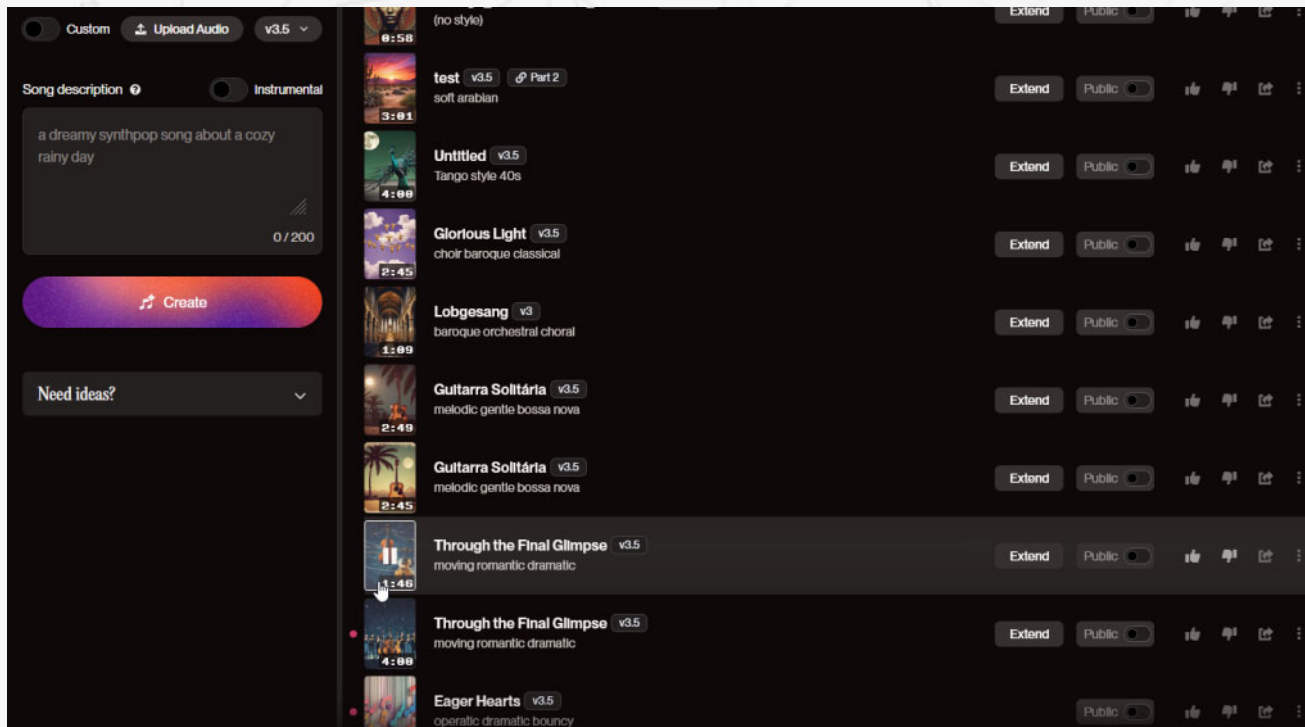 Custom
Upload Audio
v3.5
Song description
Instrumental
a dreamy synthpop song about a cozy
rainy day
0/200
Create
Need ideas?
(no style)
0:58
Extend
Public
test v3.5 Part 2
soft arabian
3:01
Extend
Public
Untitled v3.5
Tango style 40s
4:00
Extend
Public
Glorious Light v3.5
choir baroque classical
2:45
Extend
Public
Lobgesang v3
baroque orchestral choral
1:09
Extend
Public
Guitarra Solitária v3.5
melodic gentle bossa nova
2:49
Extend
Public
Guitarra Solitária v3.5
melodic gentle bossa nova
2:45
Extend
Public
Through the Final Glimpse v3.5
moving romantic dramatic
1:46
Extend
Public
Through the Final Glimpse v3.5
moving romantic dramatic
4:00
Extend
Public
Eager Hearts v3.5
operatic dramatic bouncy
Public